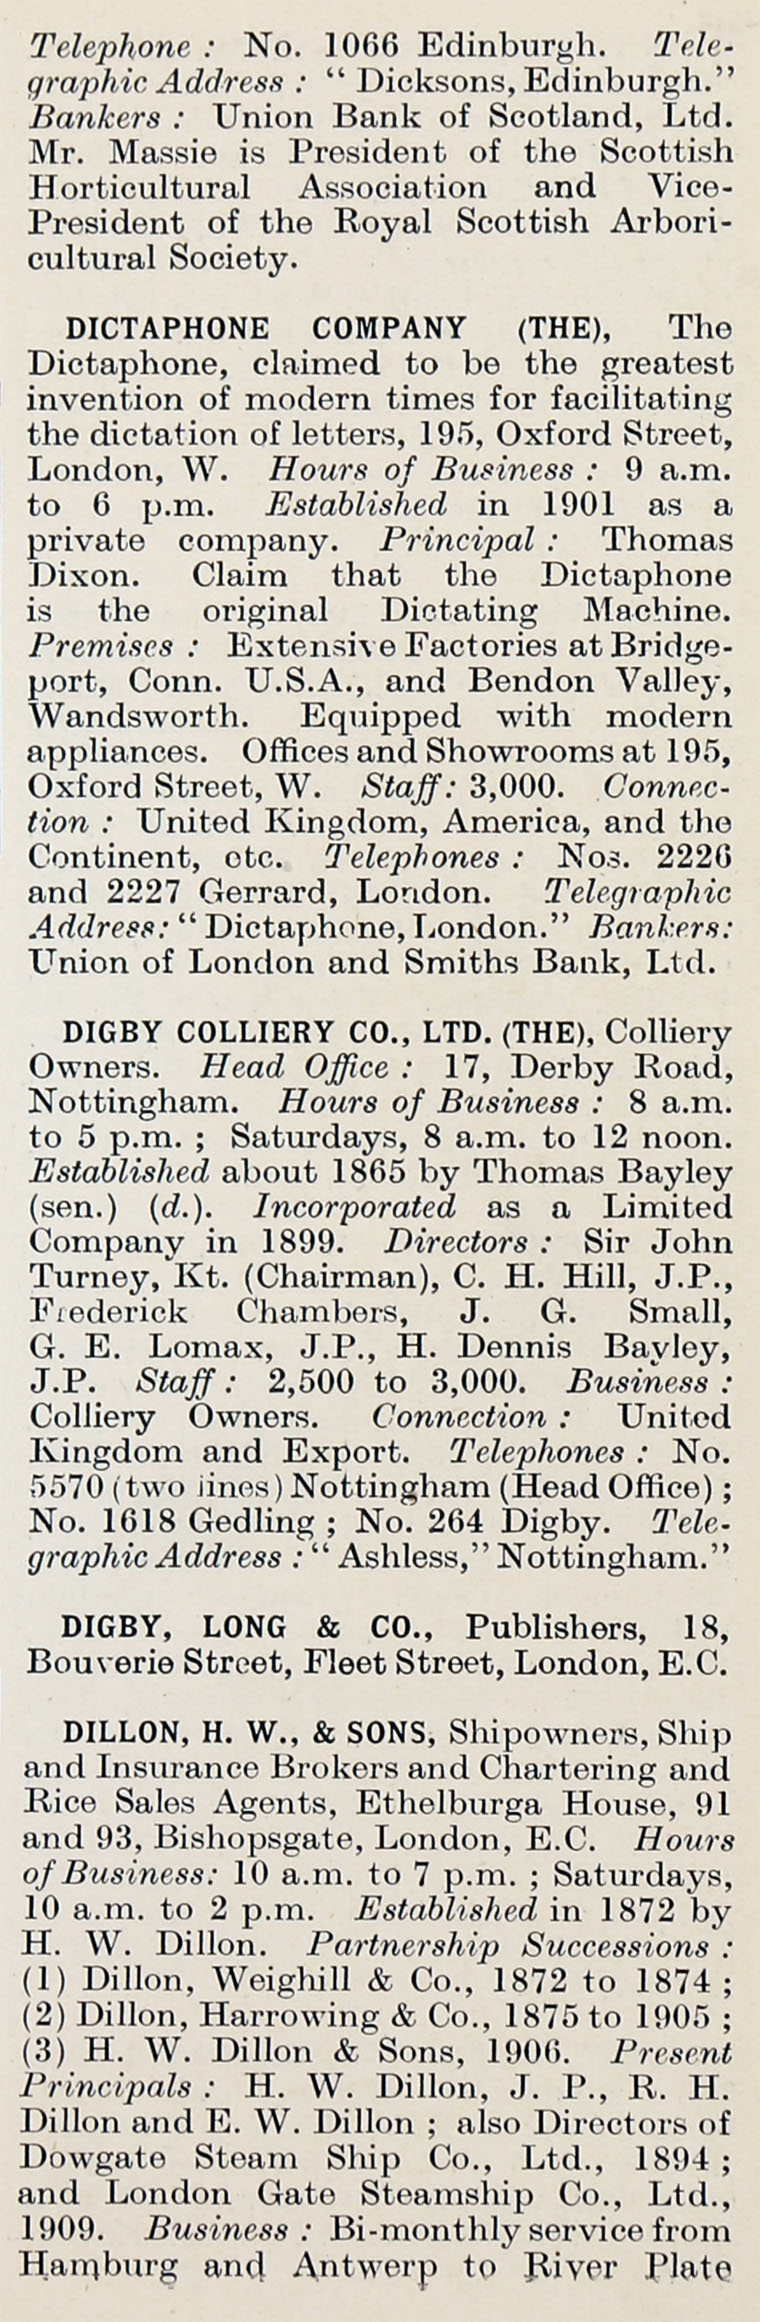 Telephone : No. 1066 Edinburgh. Tele-
graphic Address : “ Dicksons, Edinburgh.”
Bankers : Union Bank of Scotland, Ltd.
Mr. Massie is President of the Scottish
Horticultural Association and Vice-
President of the Royal Scottish Arbori-
cultural Society.
DICTAPHONE COMPANY (THE), The
Dictaphone, claimed to be the greatest
invention of modern times for facilitating
the dictation of letters, 195, Oxford Street,
London, W. Hours of Business : 9 a.m.
to 6 p.m. Established in 1901 as a
private company. Principal : Thomas
Dixon. Claim that the Dictaphone
is the original Dictating Machine.
Premises : Extensive Factories at Bridge-
port, Conn. U.S.A., and Bendon Valley,
Wandsworth. Equipped with modern
appliances. Offices and Showrooms at 195,
Oxford Street, W. Staff : 3,000. Connec-
tion : United Kingdom, America, and the
Continent, etc. Telephones : Nos. 2226
and 2227 Gerrard, London. Telegraphic
Address: “ Dictaphone, London.” Bankers:
Union of London and Smiths Bank, Ltd.
DIGBY COLLIERY CO., LTD. (THE), Colliery
Owners. Head Office : 17, Derby Road,
Nottingham. Hours of Business : 8 a.m.
to 5 p.m. ; Saturdays, 8 a.m. to 12 noon.
Established about 1865 by Thomas Bayley
(sen.) (d.). Incorporated as a Limited
Company in 1899. Directors : Sir John
Turney, Kt. (Chairman), C. H. Hill, J.P.,
Frederick Chambers, J. G. Small,
G. E. Lomax, J.P., H. Dennis Bayley,
J.P. Staff : 2,500 to 3,000. Business :
Colliery Owners. Connection : United
Kingdom and Export. Telephones : No.
5570 (two lines) Nottingham (Head Office) ;
No. 1618 Gedling ; No. 264 Digby. Tele-
graphic Address : “ Ashless,” Nottingham.”
DIGBY, LONG & CO., Publishers, 18,
Bouverie Street, Fleet Street, London, E.C.
DILLON, H. W., & SONS, Shipowners, Ship
and Insurance Brokers and Chartering and
Rice Sales Agents, Ethelburga House, 91
and 93, Bishopsgate, London, E.C. Hours
of Business: 10 a.m. to 7 p.m. ; Saturdays,
10 a.m. to 2 p.m. Established in 1872 by
H. W. Dillon. Partnership Successions :
(1) Dillon, Weighill & Co., 1872 to 1874 ;
(2) Dillon, Harrowing & Co., 1875 to 1905 ;
(3) H. W. Dillon & Sons, 1906. Present
Principals : H. W. Dillon, J. P., R. H.
Dillon and E. W. Dillon ; also Directors of
Dowgate Steam Ship Co., Ltd., 1894 ;
and London Gate Steamship Co., Ltd.,
1909. Business : Bi-monthly service from
Hamburg and Antwerp to River Plate